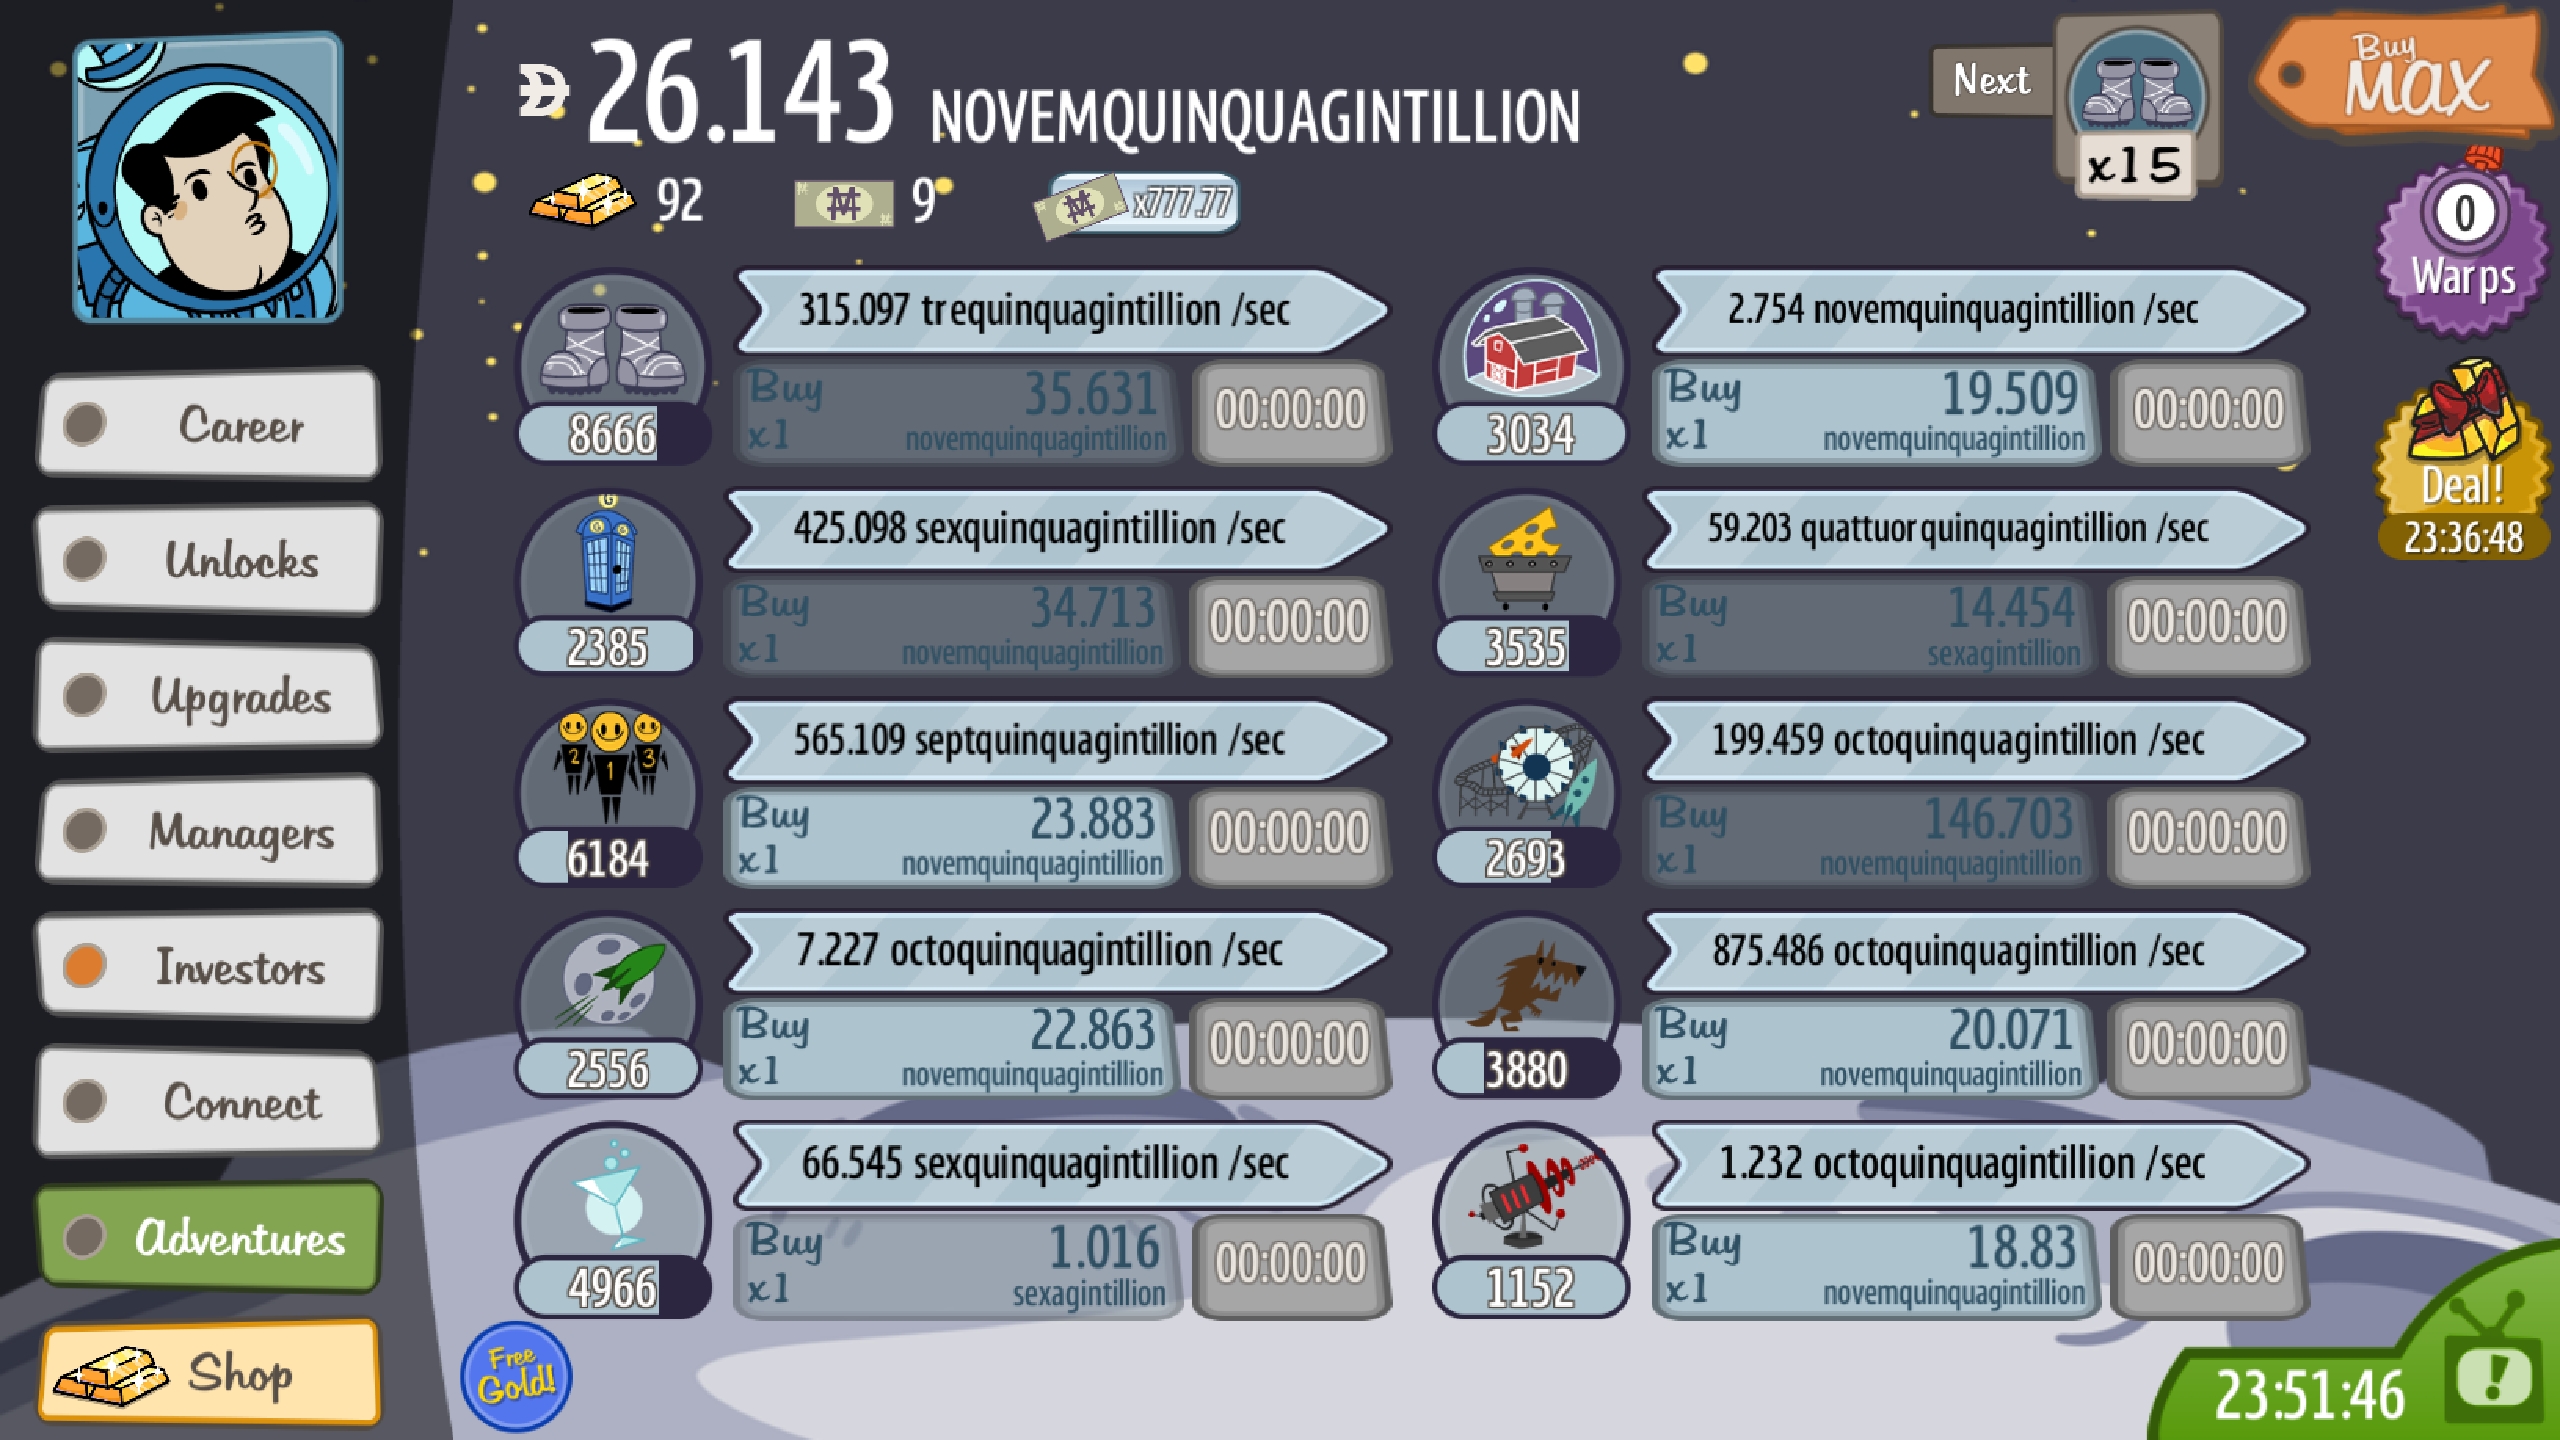 26.143 NOVEMQUINQUAGINTILLION
92
9
x777.77
Next
x15
Buy
MAX
0
Warps
Deal!
23:36:48
Career
Unlocks
Upgrades
Managers
Investors
Connect
Adventures
Shop
315.097 trequinquagintillion /sec
8666
Buy
x1
35.631
novemquinquagintillion
00:00:00
2.754 novemquinquagintillion /sec
3034
Buy
x1
19.509
novemquinquagintillion
00:00:00
G
G G
425.098 sexquinquagintillion /sec
2385
Buy
x1
34.713
novemquinquagintillion
00:00:00
59.203 quattuorquinquagintillion /sec
3535
Buy
x1
14.454
sexagintillion
00:00:00
2 1 3
565.109 septquinquagintillion /sec
6184
Buy
x1
23.883
novemquinquagintillion
00:00:00
199.459 octoquinquagintillion /sec
2693
Buy
x1
146.703
novemquinquagintillion
00:00:00
7.227 octoquinquagintillion /sec
2556
Buy
x1
22.863
novemquinquagintillion
00:00:00
875.486 octoquinquagintillion /sec
3880
Buy
x1
20.071
novemquinquagintillion
00:00:00
66.545 sexquinquagintillion /sec
4966
Buy
x1
1.016
sexagintillion
00:00:00
1.232 octoquinquagintillion /sec
1152
Buy
x1
18.83
novemquinquagintillion
00:00:00
Free
Gold!
23:51:46
!